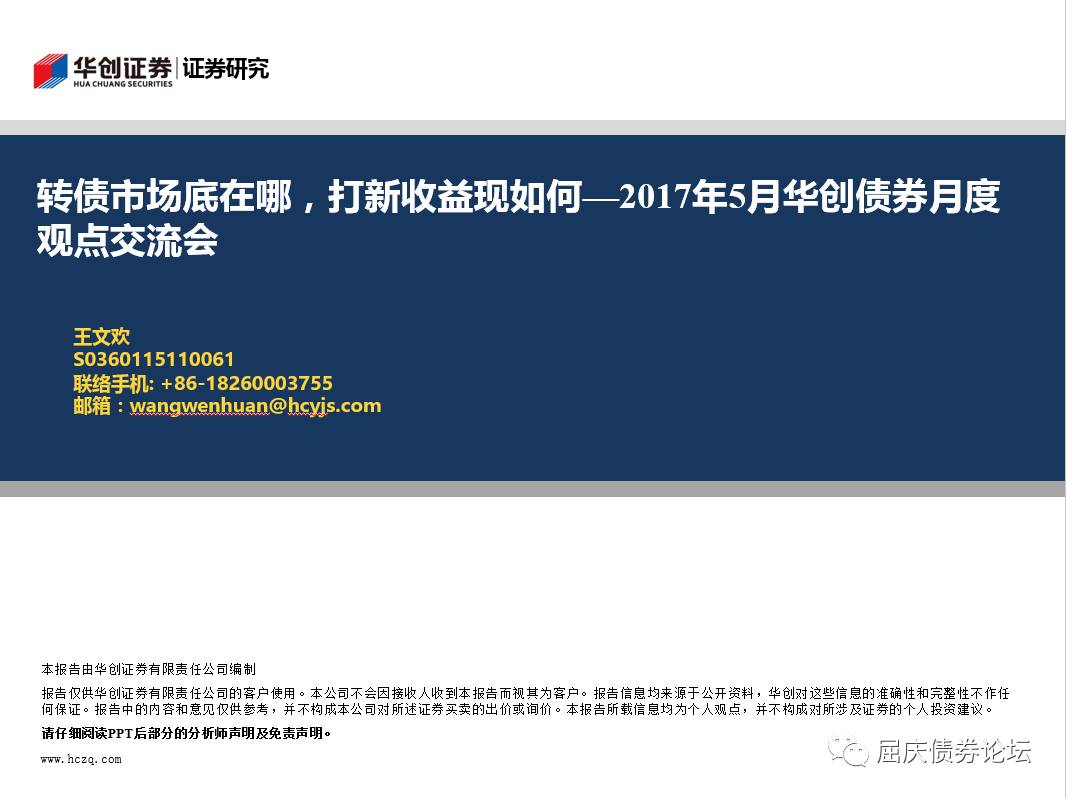 华创证券 证券研究
HUA CHUANG SECURITIES
转债市场底在哪，打新收益现如何—2017年5月华创债券月度
观点交流会
王文欢
S0360115110061
联络手机: +86-18260003755
邮箱：wangwenhuan@hcyjs.com
本报告由华创证券有限责任公司编制
报告仅供华创证券有限责任公司的客户使用。本公司不会因接收人收到本报告而视其为客户。报告信息均来源于公开资料，华创对这些信息的准确性和完整性不作任
何保证。报告中的内容和意见仅供参考，并不构成本公司对所述证券买卖的出价或询价。本报告所载信息均为个人观点，并不构成对所涉及证券的个人投资建议。
请仔细阅读PPT后部分的分析师声明及免责声明。
www.hczq.com
屈庆债券论坛